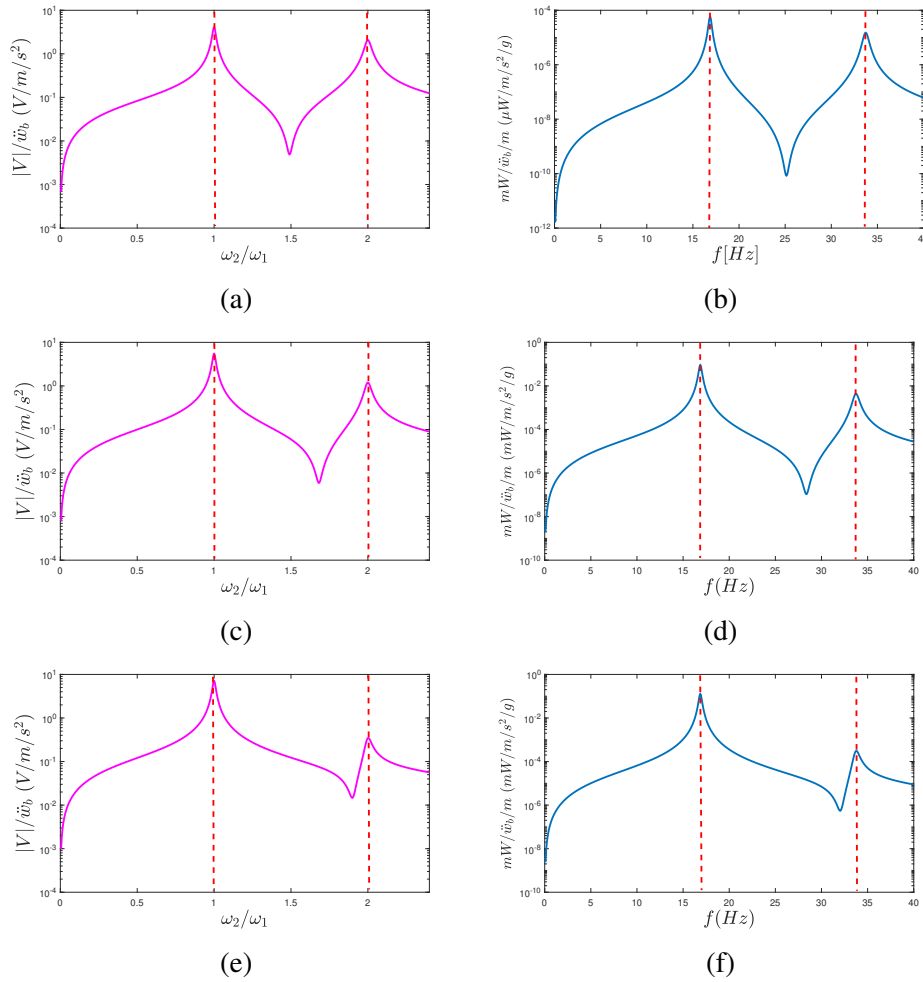 10^1
10^0
10^-1
10^-2
10^-3
10^-4
|V|/ẅ_b (V/m/s^2)
0 0.5 1 1.5 2
ω_2/ω_1
(a)
10^-4
10^-6
10^-8
10^-10
10^-12
mW/ẅ_b/m (μW/m/s^2/g)
0 5 10 15 20 25 30 35 40
f[Hz]
(b)
10^1
10^0
10^-1
10^-2
10^-3
10^-4
|V|/ẅ_b (V/m/s^2)
0 0.5 1 1.5 2
ω_2/ω_1
(c)
10^0
10^-2
10^-4
10^-6
10^-8
10^-10
mW/ẅ_b/m (mW/m/s^2/g)
0 5 10 15 20 25 30 35 40
f(Hz)
(d)
10^1
10^0
10^-1
10^-2
10^-3
10^-4
|V|/ẅ_b (V/m/s^2)
0 0.5 1 1.5 2
ω_2/ω_1
(e)
10^0
10^-2
10^-4
10^-6
10^-8
10^-10
mW/ẅ_b/m (mW/m/s^2/g)
0 5 10 15 20 25 30 35 40
f(Hz)
(f)